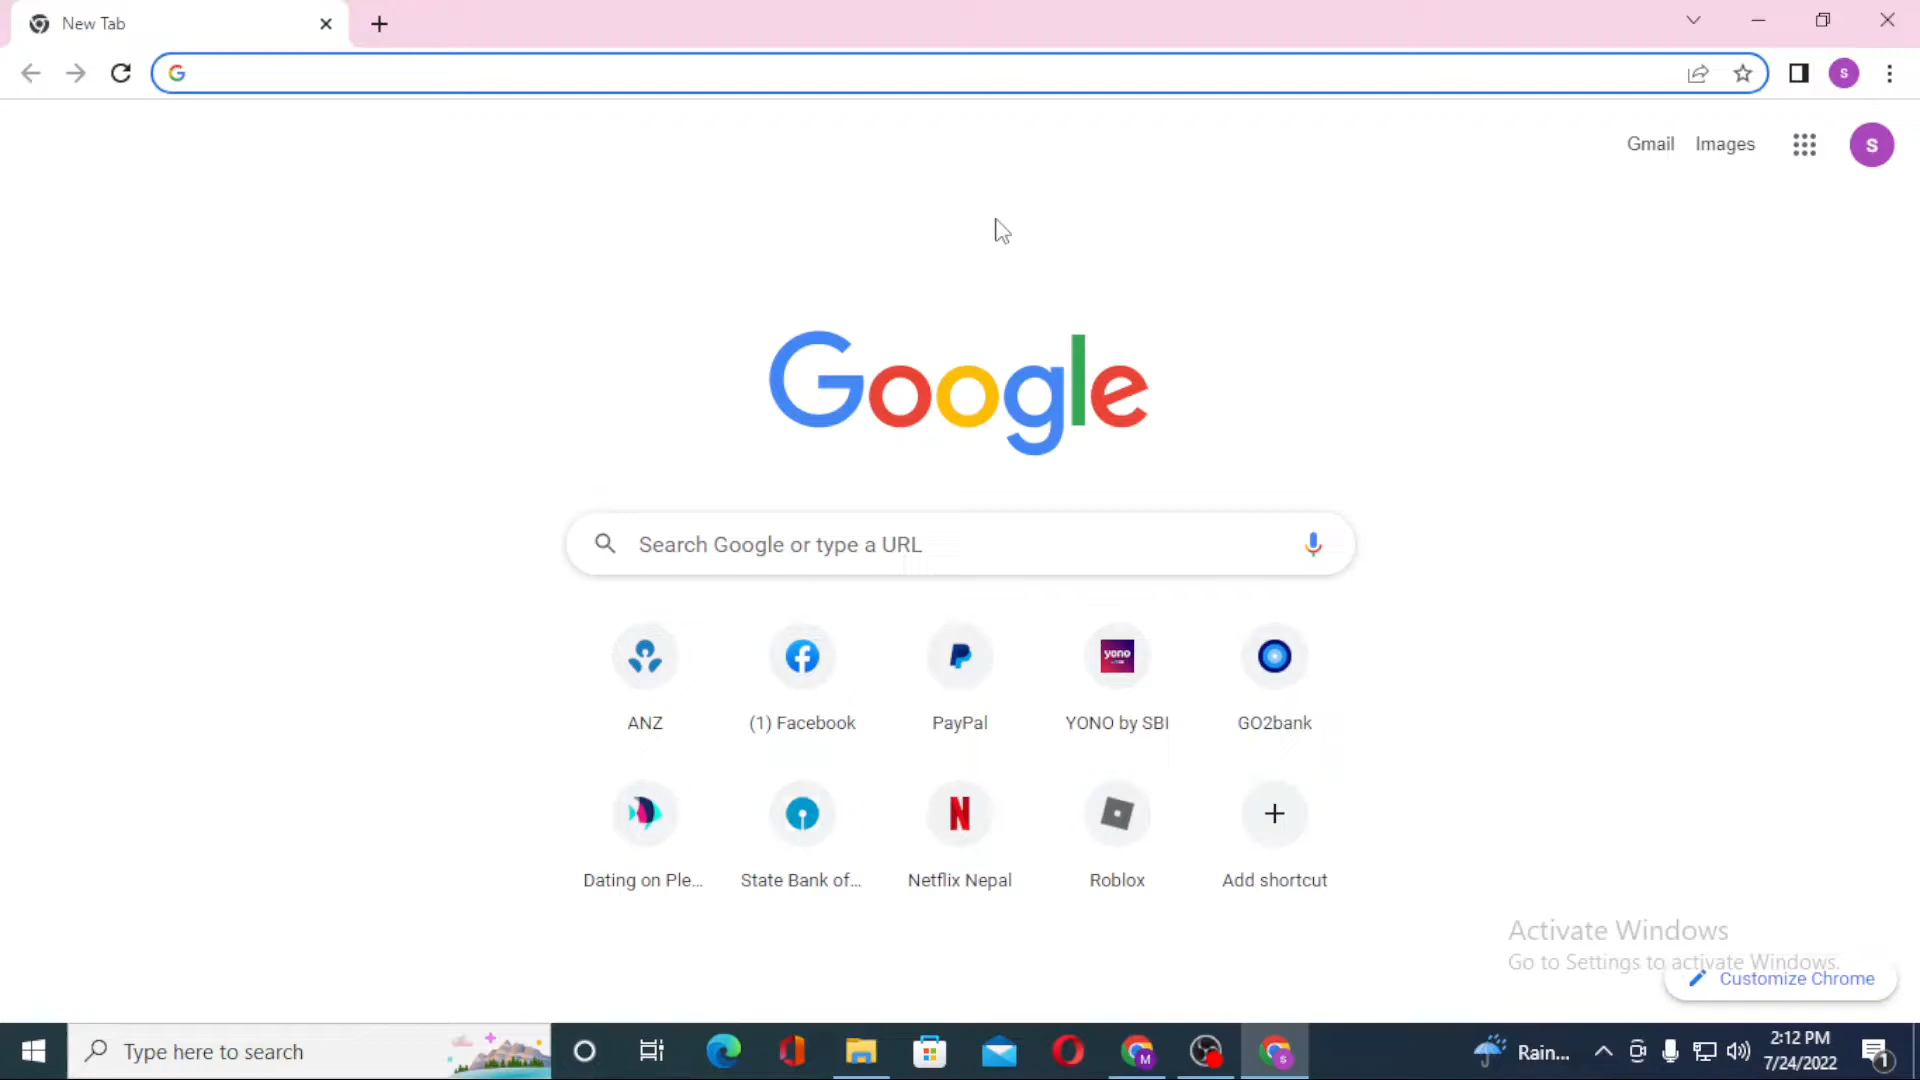 New Tab
S
Gmail Images
S
Google
Search Google or type a URL
ANZ
(1) Facebook
PayPal
yono
YONO by SBI
GO2bank
Dating on Ple...
State Bank of...
N
Netflix Nepal
Roblox
Add shortcut
Activate Windows
Go to Settings to activate Windows.
Customize Chrome
Type here to search
M
S
Rain...
2:12 PM
7/24/2022
1